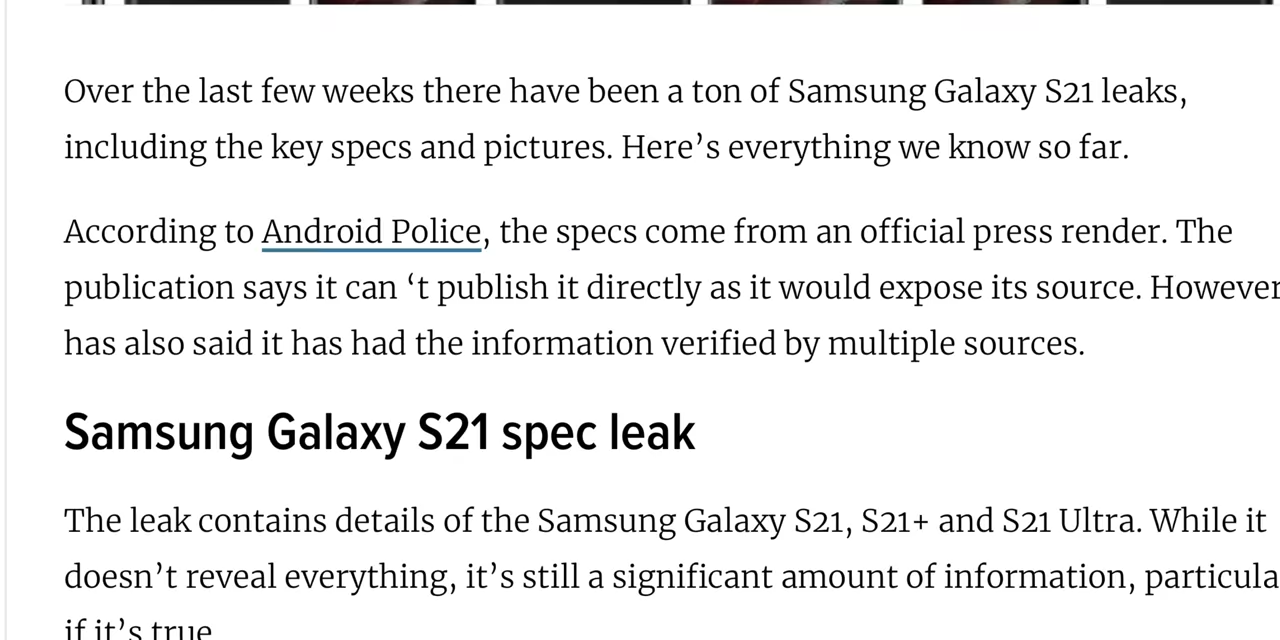 Over the last few weeks there have been a ton of Samsung Galaxy S21 leaks,
including the key specs and pictures. Here’s everything we know so far.
According to Android Police, the specs come from an official press render. The
publication says it can ‘t publish it directly as it would expose its source. However
has also said it has had the information verified by multiple sources.
Samsung Galaxy S21 spec leak
The leak contains details of the Samsung Galaxy S21, S21+ and S21 Ultra. While it
doesn’t reveal everything, it’s still a significant amount of information, particula
if it’s true